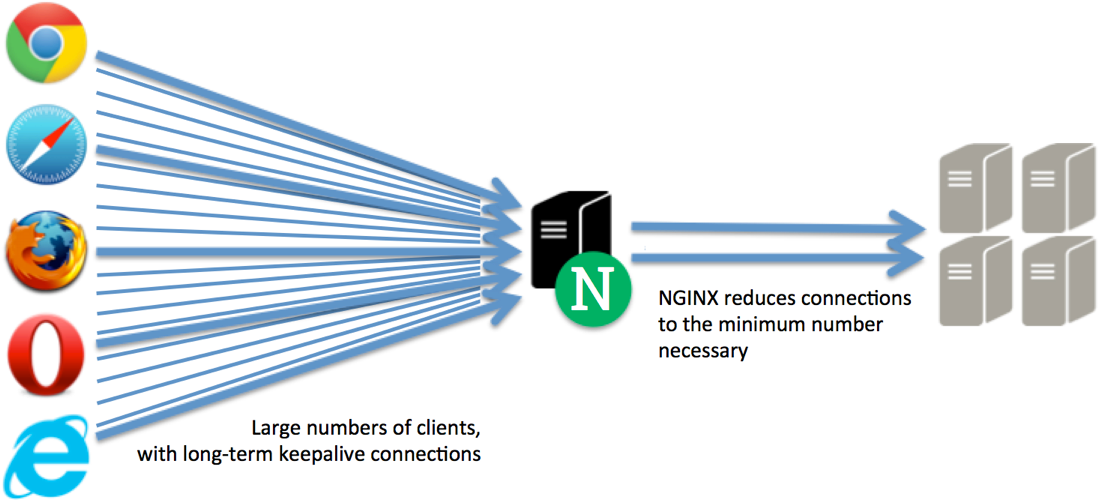 N
NGINX reduces connections
to the minimum number
necessary
Large numbers of clients,
with long-term keepalive connections